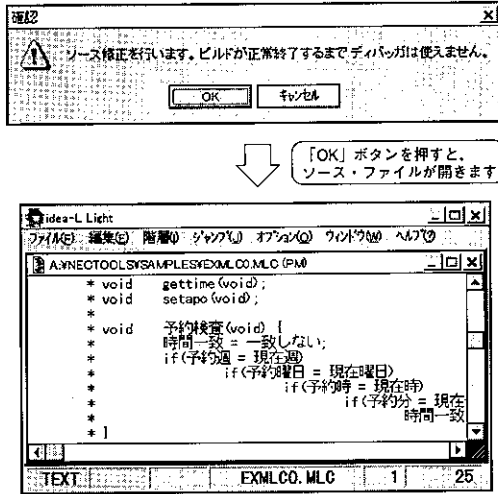 確認
ソース修正を行います。ビルドが正常終了するまでディバッガは使えません。
OK キャンセル
「OK」ボタンを押すと、
ソース・ファイルが開きます
idea-L Light
ファイル(F) 編集(E) 階層(I) ジャンプ(J) オプション(O) ウィンドウ(W) ヘルプ(?)
A:¥NECTOOLS¥SAMPLES¥EXMLC0.MLC (PM)
* void gettime(void);
* void setapo(void);
*
* void 予約検査(void) {
* 時間一致 = 一致しない;
* if(予約週 = 現在週)
* if(予約曜日 = 現在曜日)
* if(予約時 = 現在時)
* if(予約分 = 現在
* 時間一致
* }
TEXT EXMLCO.MLC 1 25